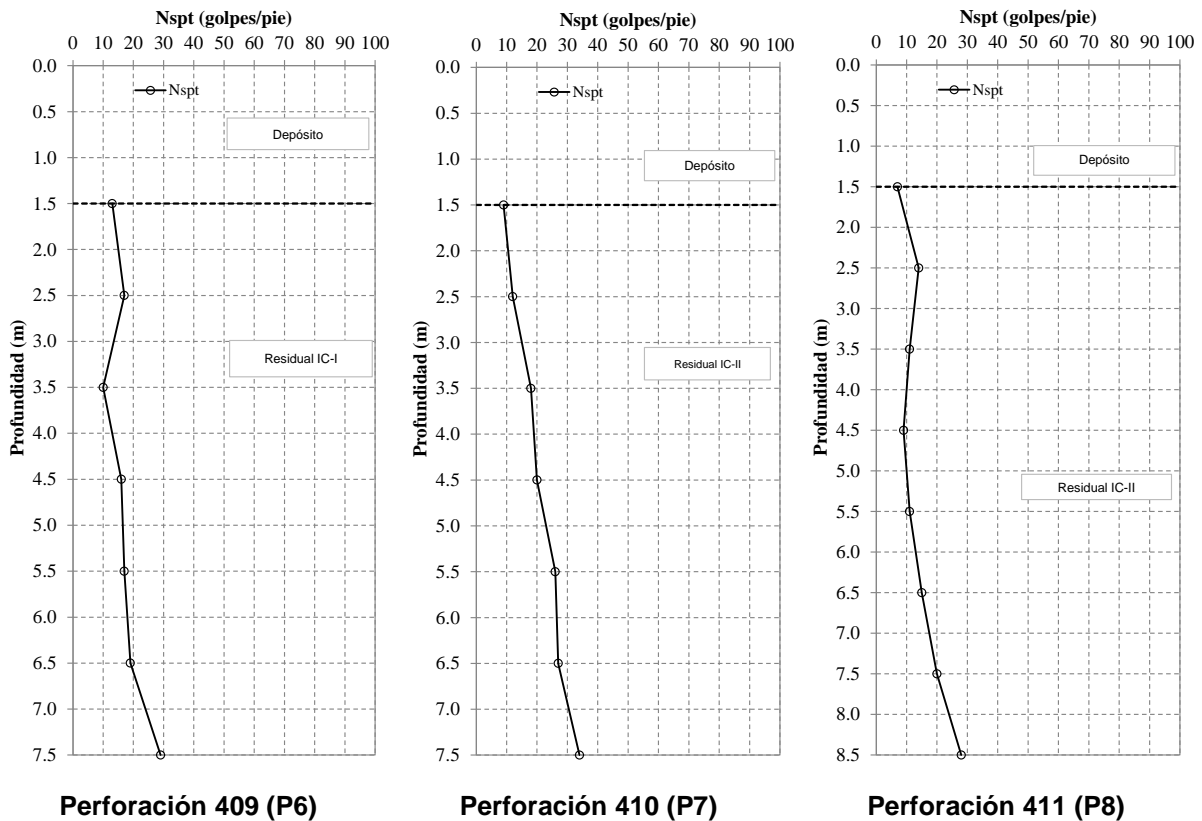 Nspt (golpes/pie)
0 10 20 30 40 50 60 70 80 90 100
0.0
0.5
1.0
1.5
2.0
2.5
3.0
3.5
4.0
4.5
5.0
5.5
6.0
6.5
7.0
7.5
Profundidad (m)
Nspt
Depósito
Residual IC-I
Perforación 409 (P6)
Nspt (golpes/pie)
0 10 20 30 40 50 60 70 80 90 100
0.0
0.5
1.0
1.5
2.0
2.5
3.0
3.5
4.0
4.5
5.0
5.5
6.0
6.5
7.0
7.5
Profundidad (m)
Nspt
Depósito
Residual IC-II
Perforación 410 (P7)
Nspt (golpes/pie)
0 10 20 30 40 50 60 70 80 90 100
0.0
0.5
1.0
1.5
2.0
2.5
3.0
3.5
4.0
4.5
5.0
5.5
6.0
6.5
7.0
7.5
8.0
8.5
Profundidad (m)
Nspt
Depósito
Residual IC-II
Perforación 411 (P8)